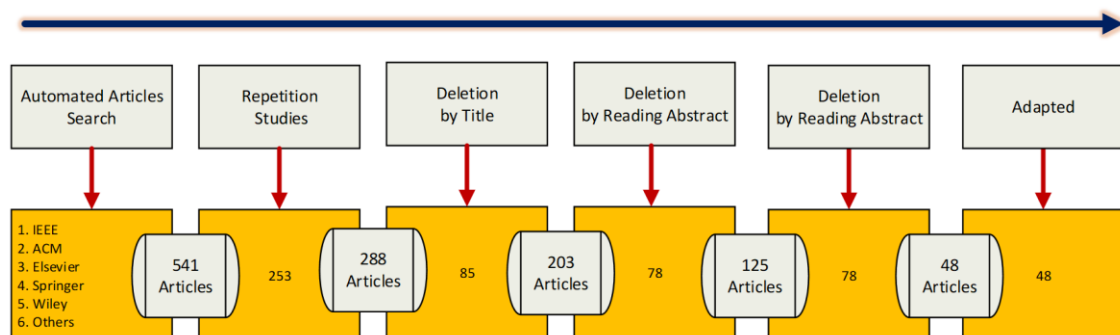 Automated Articles
Search
Repetition
Studies
Deletion
by Title
Deletion
by Reading Abstract
Deletion
by Reading Abstract
Adapted
1. IEEE
2. ACM
3. Elsevier
4. Springer
5. Wiley
6. Others
541
Articles
253
288
Articles
85
203
Articles
78
125
Articles
78
48
Articles
48